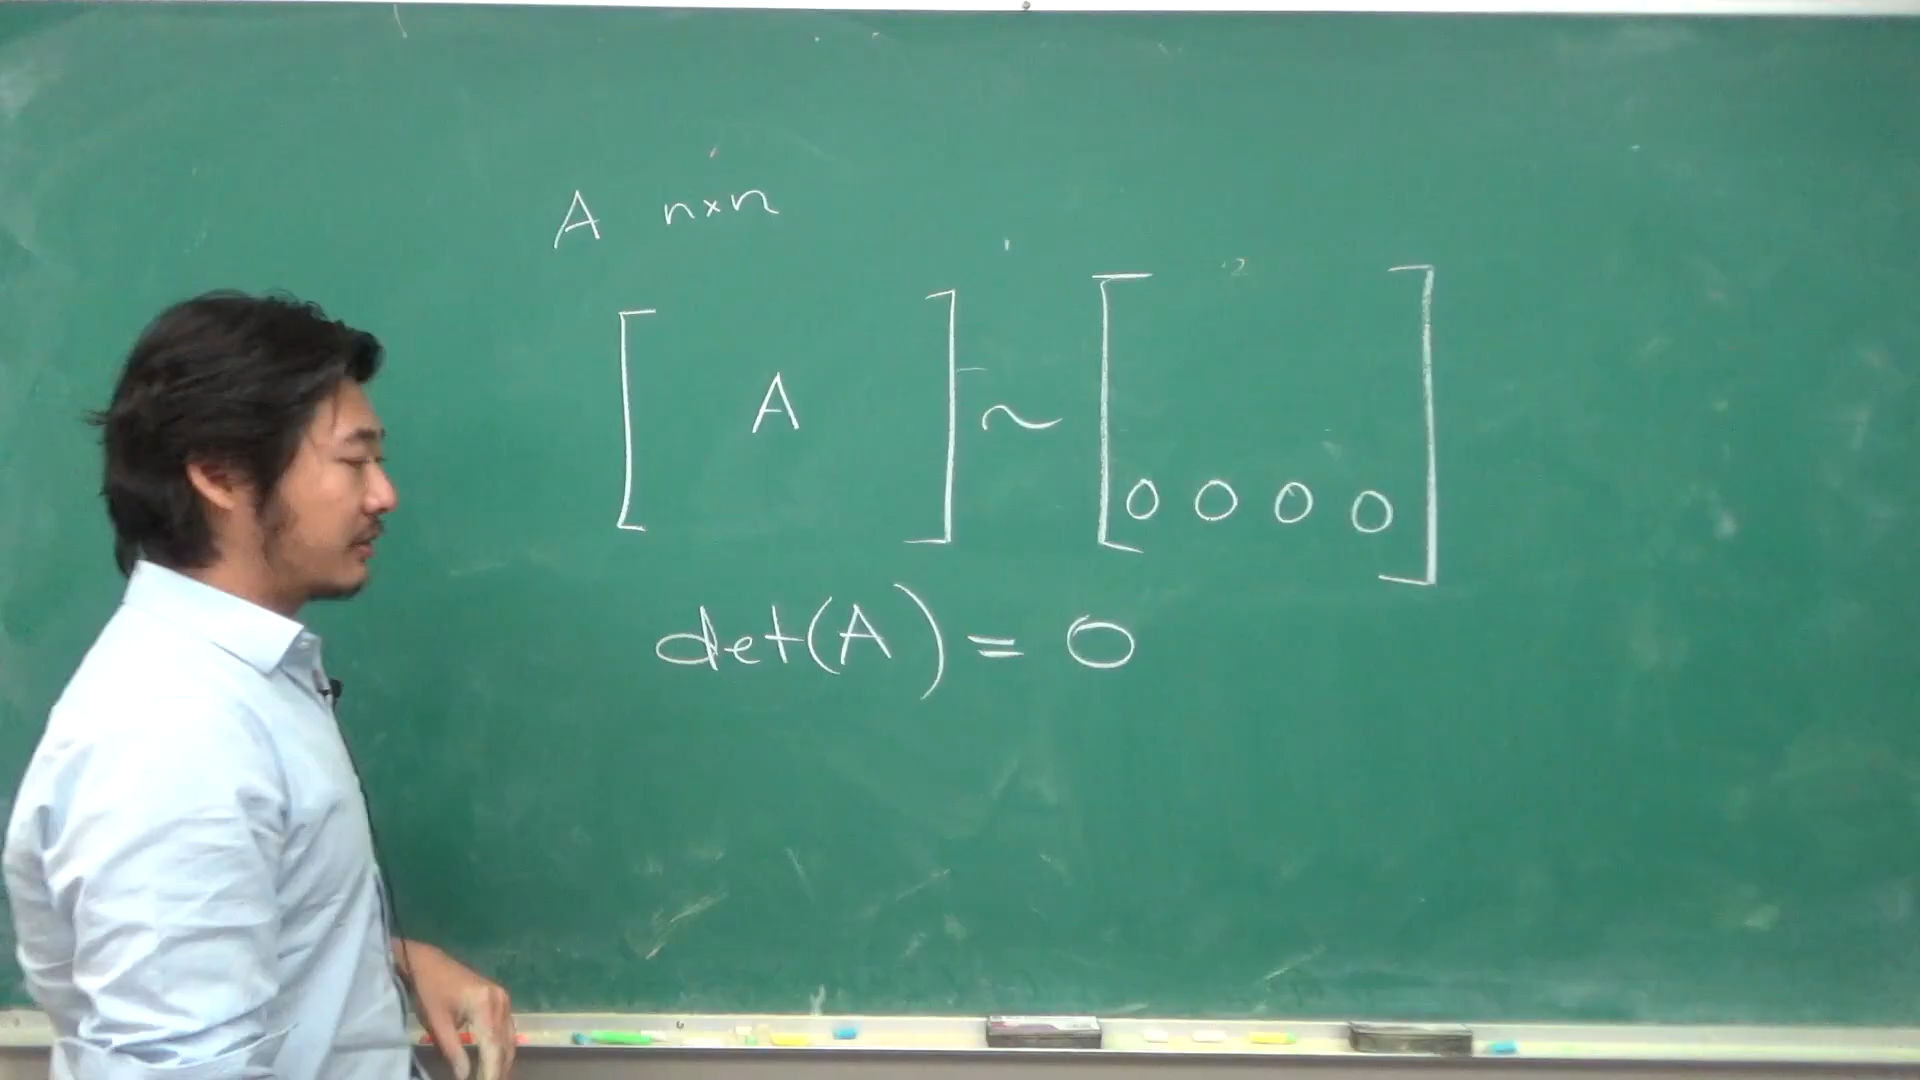 A n×n
[ A ] ~ [ 0 0 0 0 ]
det(A) = 0